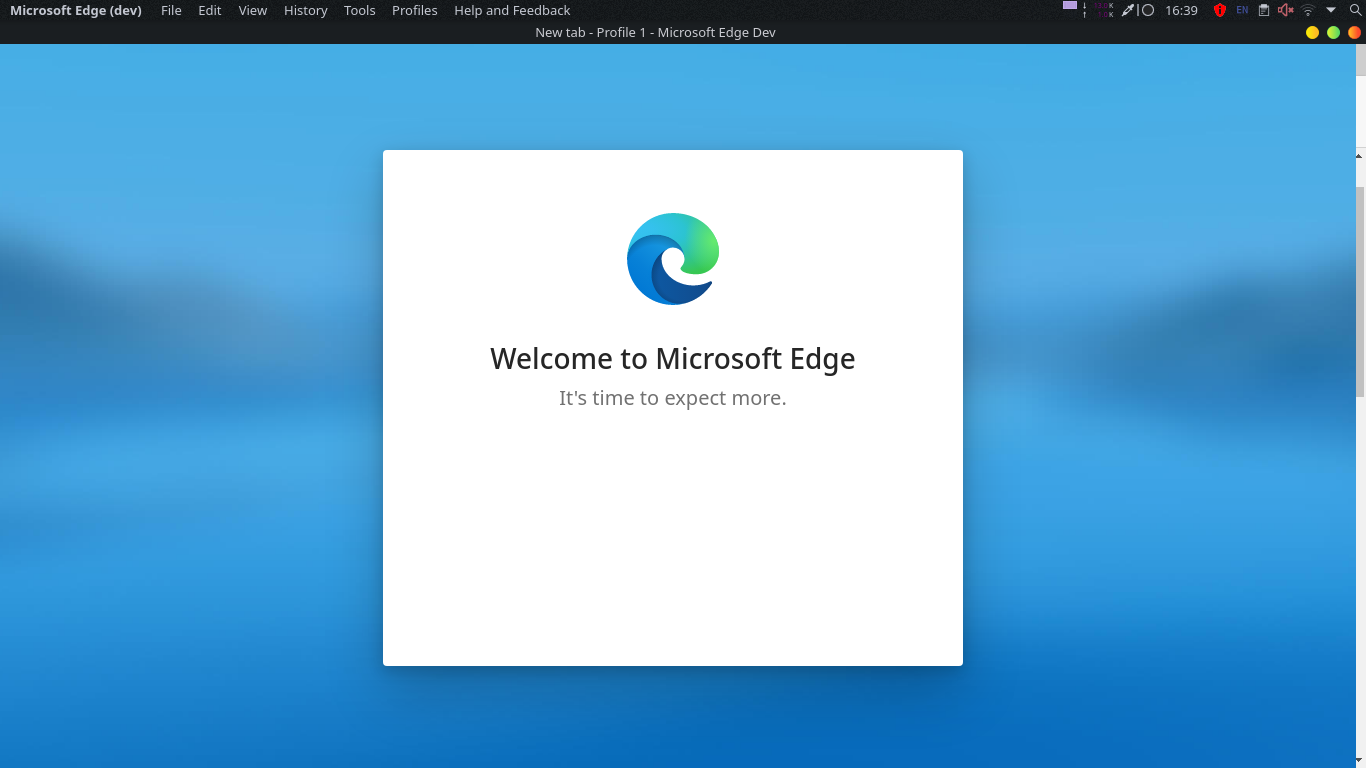 Microsoft Edge (dev) File Edit View History Tools Profiles Help and Feedback 16:39 EN
New tab - Profile 1 - Microsoft Edge Dev
Welcome to Microsoft Edge
It's time to expect more.